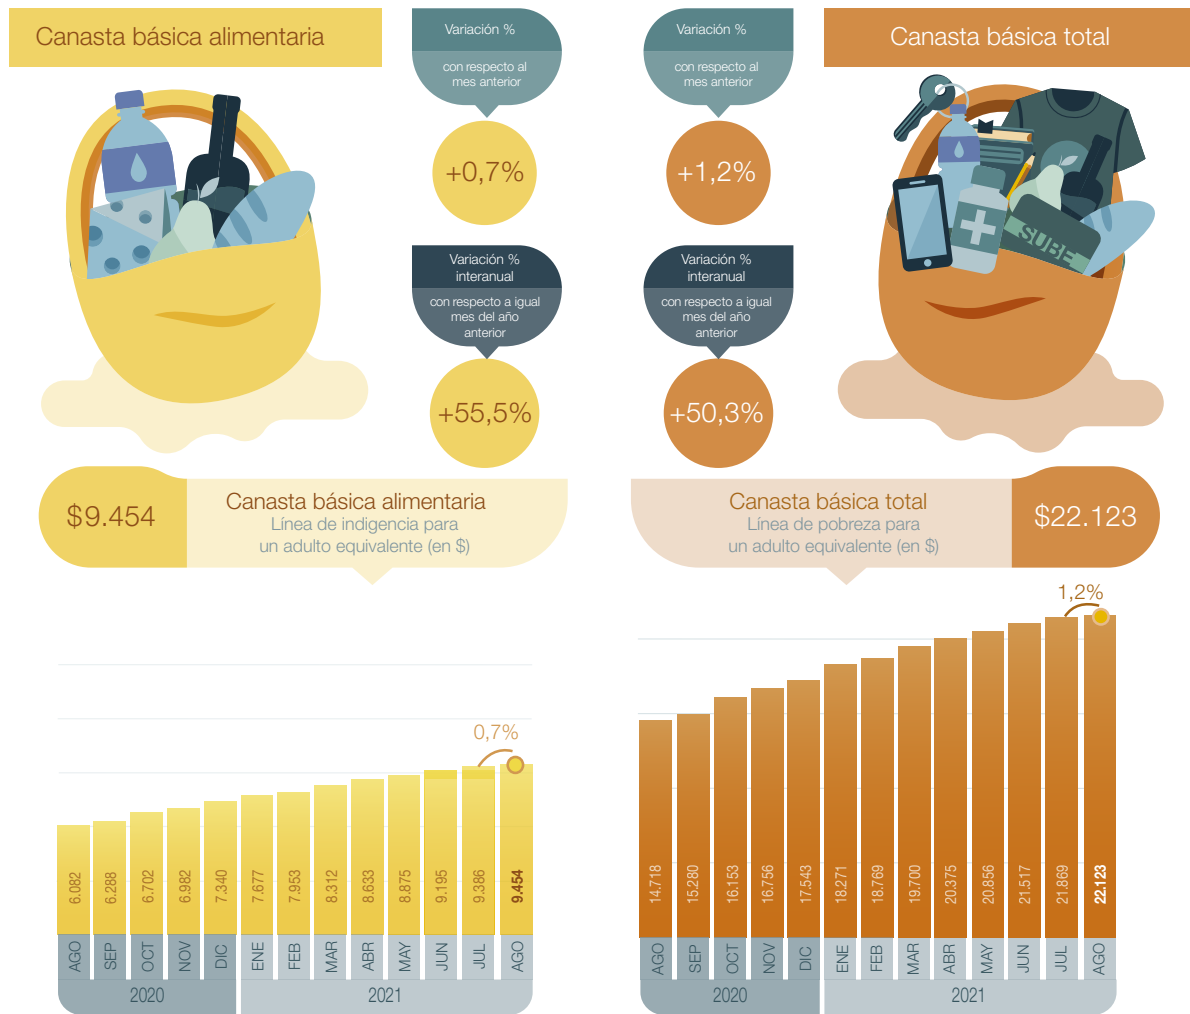 Canasta básica alimentaria
Variación %
con respecto al
mes anterior
+0,7%
Variación %
interanual
con respecto a igual
mes del año
anterior
+55,5%
Variación %
con respecto al
mes anterior
+1,2%
Variación %
interanual
con respecto a igual
mes del año
anterior
+50,3%
Canasta básica total
SUBE
$9.454
Canasta básica alimentaria
Línea de indigencia para
un adulto equivalente (en $)
Canasta básica total
Línea de pobreza para
un adulto equivalente (en $)
$22.123
0,7%
6.082
6.288
6.702
6.982
7.340
7.677
7.953
8.312
8.633
8.875
9.195
9.386
9.454
AGO
SEP
OCT
NOV
DIC
ENE
FEB
MAR
ABR
MAY
JUN
JUL
AGO
2020
2021
1,2%
14.718
15.280
16.153
16.756
17.543
18.271
18.769
19.700
20.375
20.856
21.517
21.869
22.123
AGO
SEP
OCT
NOV
DIC
ENE
FEB
MAR
ABR
MAY
JUN
JUL
AGO
2020
2021